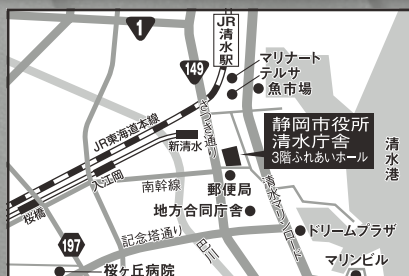 JR清水駅
1
149
マリナート
テルサ
魚市場
さつき通り
JR東海道本線
静岡市役所
清水庁舎
3階ふれあいホール
新清水
清水港
入江岡
南幹線
郵便局
清水マリンロード
桜橋
地方合同庁舎
記念塔通り
ドリームプラザ
巴川
197
桜ヶ丘病院
マリンビル